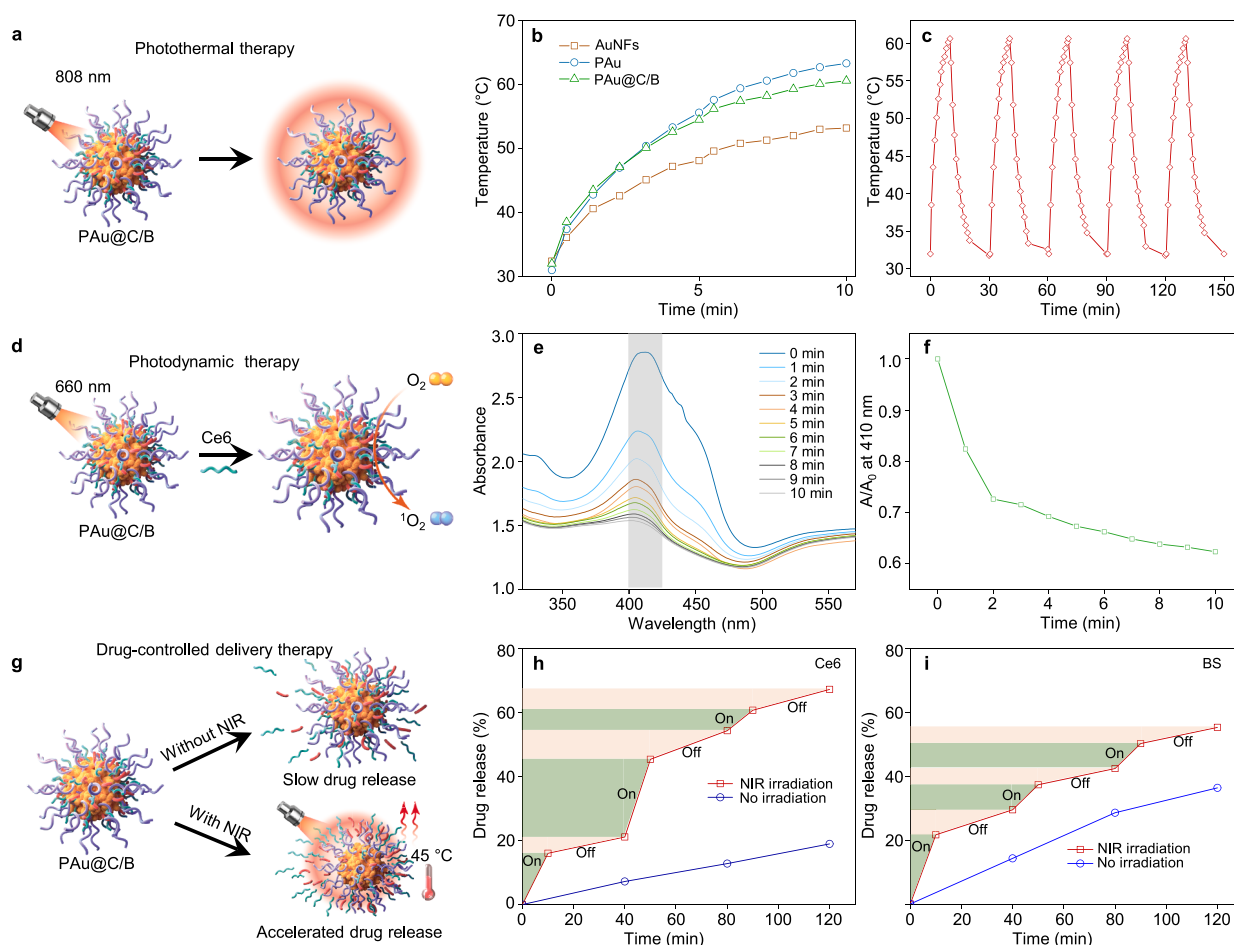 a
Photothermal therapy
808 nm
PAu@C/B
b
AuNFs
PAu
PAu@C/B
Temperature (°C)
60
50
40
30
0
5
10
Time (min)
c
Temperature (°C)
60
55
50
45
40
35
30
0
30
60
90
120
150
Time (min)
d
Photodynamic therapy
660 nm
Ce6
O₂
¹O₂
PAu@C/B
e
Absorbance
3.0
2.5
2.0
1.5
1.0
0 min
1 min
2 min
3 min
4 min
5 min
6 min
7 min
8 min
9 min
10 min
350
400
450
500
550
Wavelength (nm)
f
A/A₀ at 410 nm
1.0
0.9
0.8
0.7
0.6
0
2
4
6
8
10
Time (min)
g
Drug-controlled delivery therapy
Without NIR
Slow drug release
With NIR
45 °C
PAu@C/B
Accelerated drug release
h
Ce6
Drug release (%)
80
60
40
20
0
On
Off
On
Off
On
Off
NIR irradiation
No irradiation
0
20
40
60
80
100
120
Time (min)
i
BS
Drug release (%)
80
70
60
50
40
30
20
10
0
On
Off
On
Off
On
Off
NIR irradiation
No irradiation
0
20
40
60
80
100
120
Time (min)